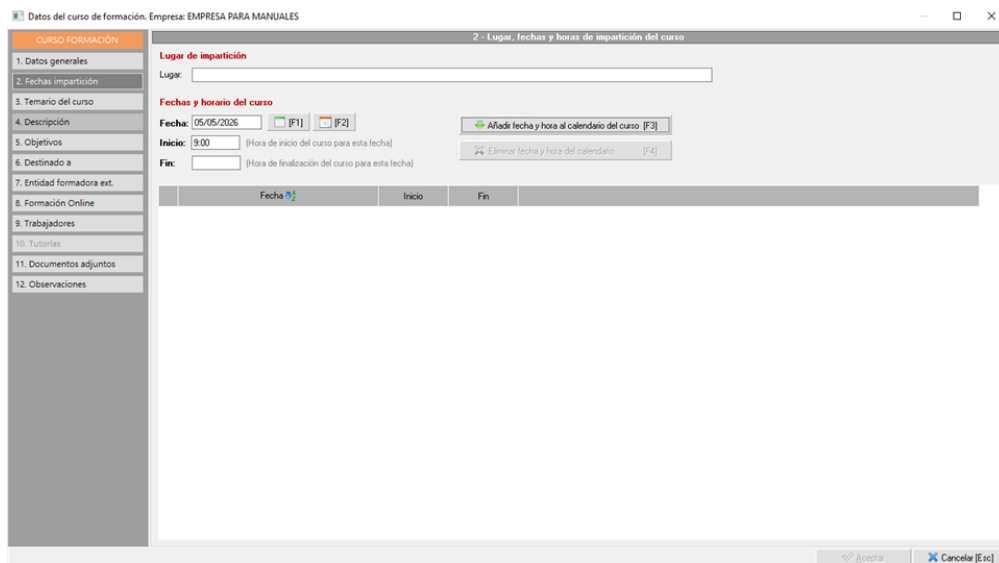 Datos del curso de formación. Empresa: EMPRESA PARA MANUALES
CURSO FORMACIÓN
1. Datos generales
2. Fechas impartición
3. Temario del curso
4. Descripción
5. Objetivos
6. Destinado a
7. Entidad formadora ext.
8. Formación Online
9. Trabajadores
10. Tutorías
11. Documentos adjuntos
12. Observaciones
2 - Lugar, fechas y horas de impartición del curso
Lugar de impartición
Lugar:
Fechas y horario del curso
Fecha: 05/05/2026 [F1] [F2]
Añadir fecha y hora al calendario del curso [F3]
Inicio: 9:00 (Hora de inicio del curso para esta fecha)
Eliminar fecha y hora del calendario [F4]
Fin: (Hora de finalización del curso para esta fecha)
Fecha Inicio Fin
Aceptar Cancelar [Esc]